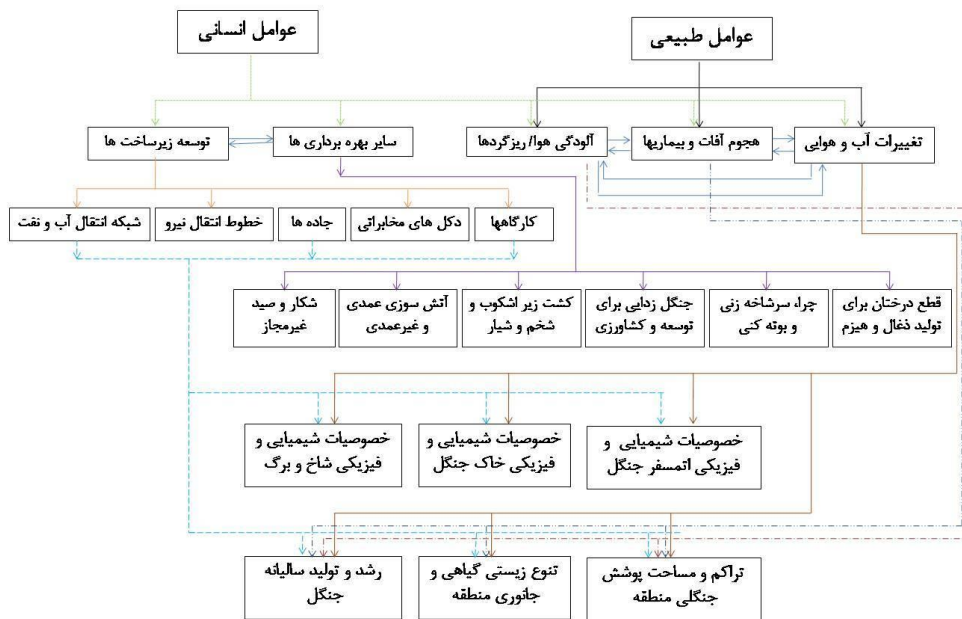 عوامل طبیعی
عوامل انسانی
تغییرات آب و هوایی
هجوم آفات و بیماریها
آلودگی هوا/ ریزگردها
سایر بهره برداری ها
توسعه زیرساخت ها
کارگاهها
جاده ها
دکل های مخابراتی
خطوط انتقال نیرو
شبکه انتقال آب و نفت
قطع درختان برای
تولید ذغال و هیزم
چرا، سرشاخه زنی
و بوته کنی
جنگل زدایی برای
توسعه و کشاورزی
کشت زیر اشکوب و
شخم و شیار
آتش سوزی عمدی
و غیرعمدی
شکار و صید
غیرمجاز
خصوصیات شیمیایی و
فیزیکی اتمسفر جنگل
خصوصیات شیمیایی و
فیزیکی خاک جنگل
خصوصیات شیمیایی و
فیزیکی شاخ و برگ
تراکم و مساحت پوشش
جنگلی منطقه
تنوع زیستی گیاهی و
جانوری منطقه
رشد و تولید سالیانه
جنگل